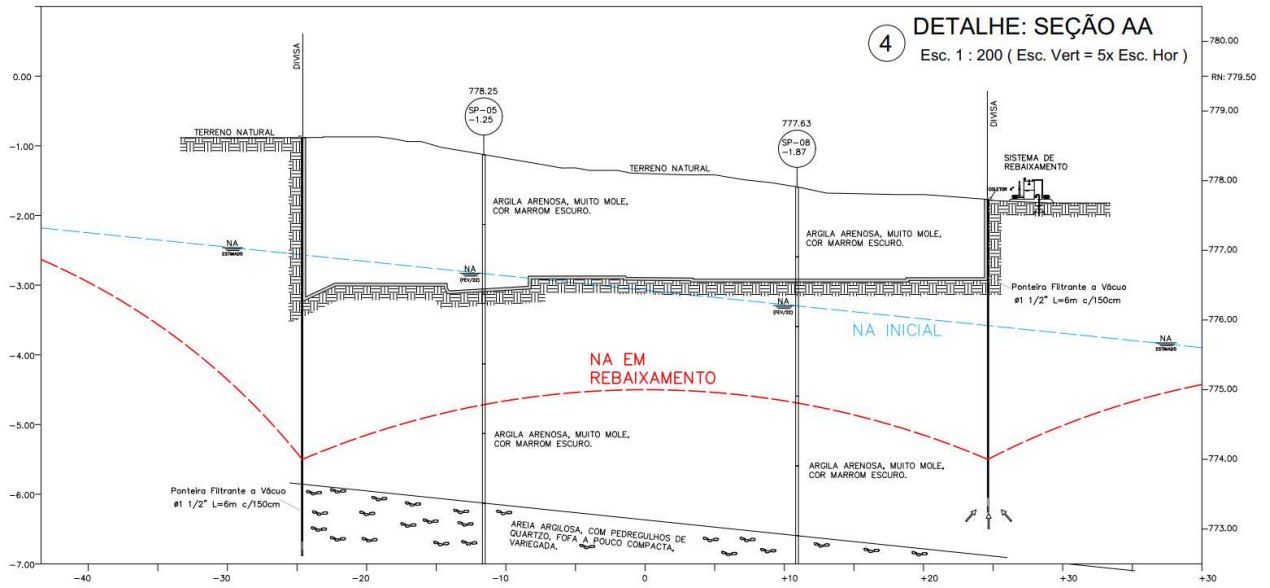 4
DETALHE: SEÇÃO AA
Esc. 1 : 200 ( Esc. Vert = 5x Esc. Hor )
780.00
RN: 779.50
779.00
778.00
777.00
776.00
775.00
774.00
773.00
0.00
-1.00
-2.00
-3.00
-4.00
-5.00
-6.00
-7.00
DIVISA
778.25
SP-05
-1.25
777.63
SP-08
-1.87
DIVISA
TERRENO NATURAL
TERRENO NATURAL
SISTEMA DE
REBAIXAMENTO
COLETOR 4"
ARGILA ARENOSA, MUITO MOLE,
COR MARROM ESCURO.
ARGILA ARENOSA, MUITO MOLE,
COR MARROM ESCURO.
NA
ESTIMADO
NA
(FEV/22)
NA
(FEV/22)
NA
ESTIMADO
Ponteira Filtrante a Vácuo
ø1 1/2" L=6m c/150cm
NA INICIAL
NA EM
REBAIXAMENTO
ARGILA ARENOSA, MUITO MOLE,
COR MARROM ESCURO.
ARGILA ARENOSA, MUITO MOLE,
COR MARROM ESCURO.
Ponteira Filtrante a Vácuo
ø1 1/2" L=6m c/150cm
AREIA ARGILOSA, COM PEDREGULHOS DE
QUARTZO, FOFA A POUCO COMPACTA,
VARIEGADA.
-40
-30
-20
-10
0
+10
+20
+30
+30